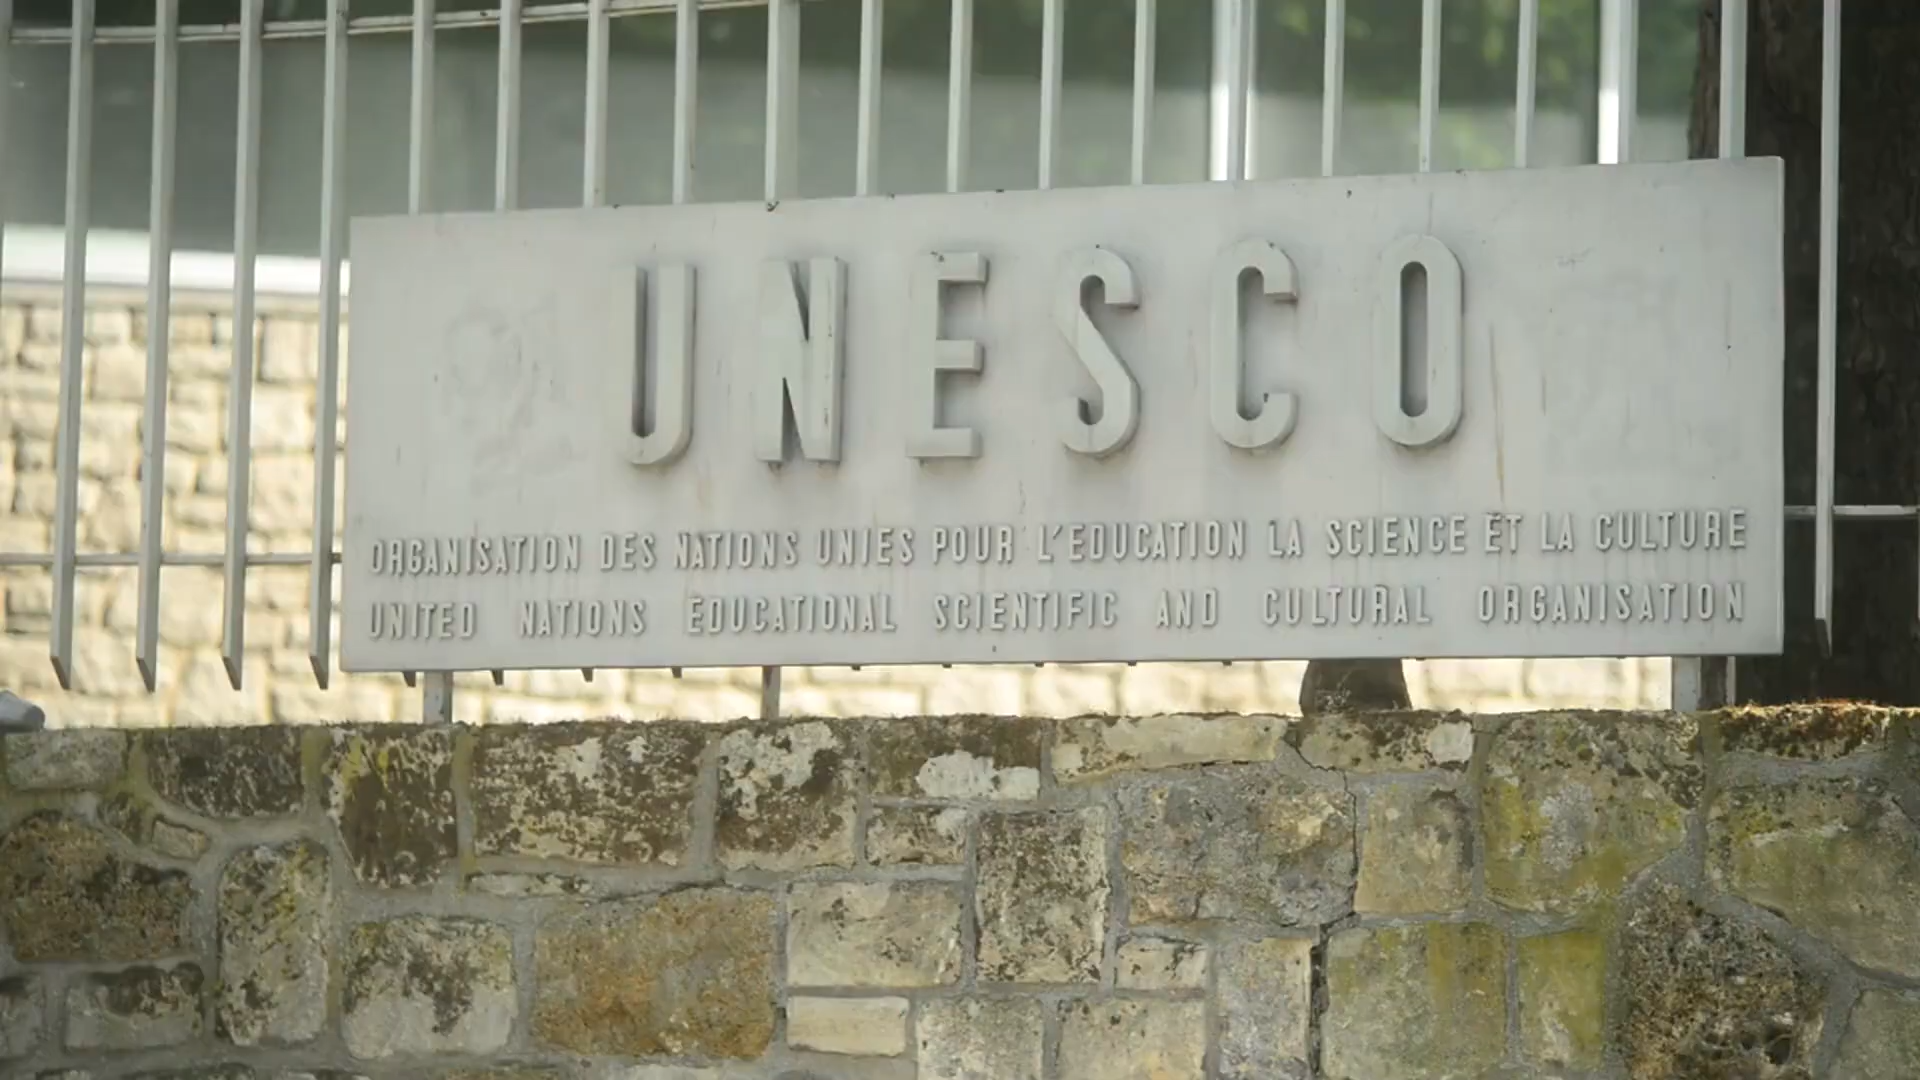 UNESCO
ORGANISATION DES NATIONS UNIES POUR L'EDUCATION LA SCIENCE ET LA CULTURE
UNITED NATIONS EDUCATIONAL SCIENTIFIC AND CULTURAL ORGANISATION